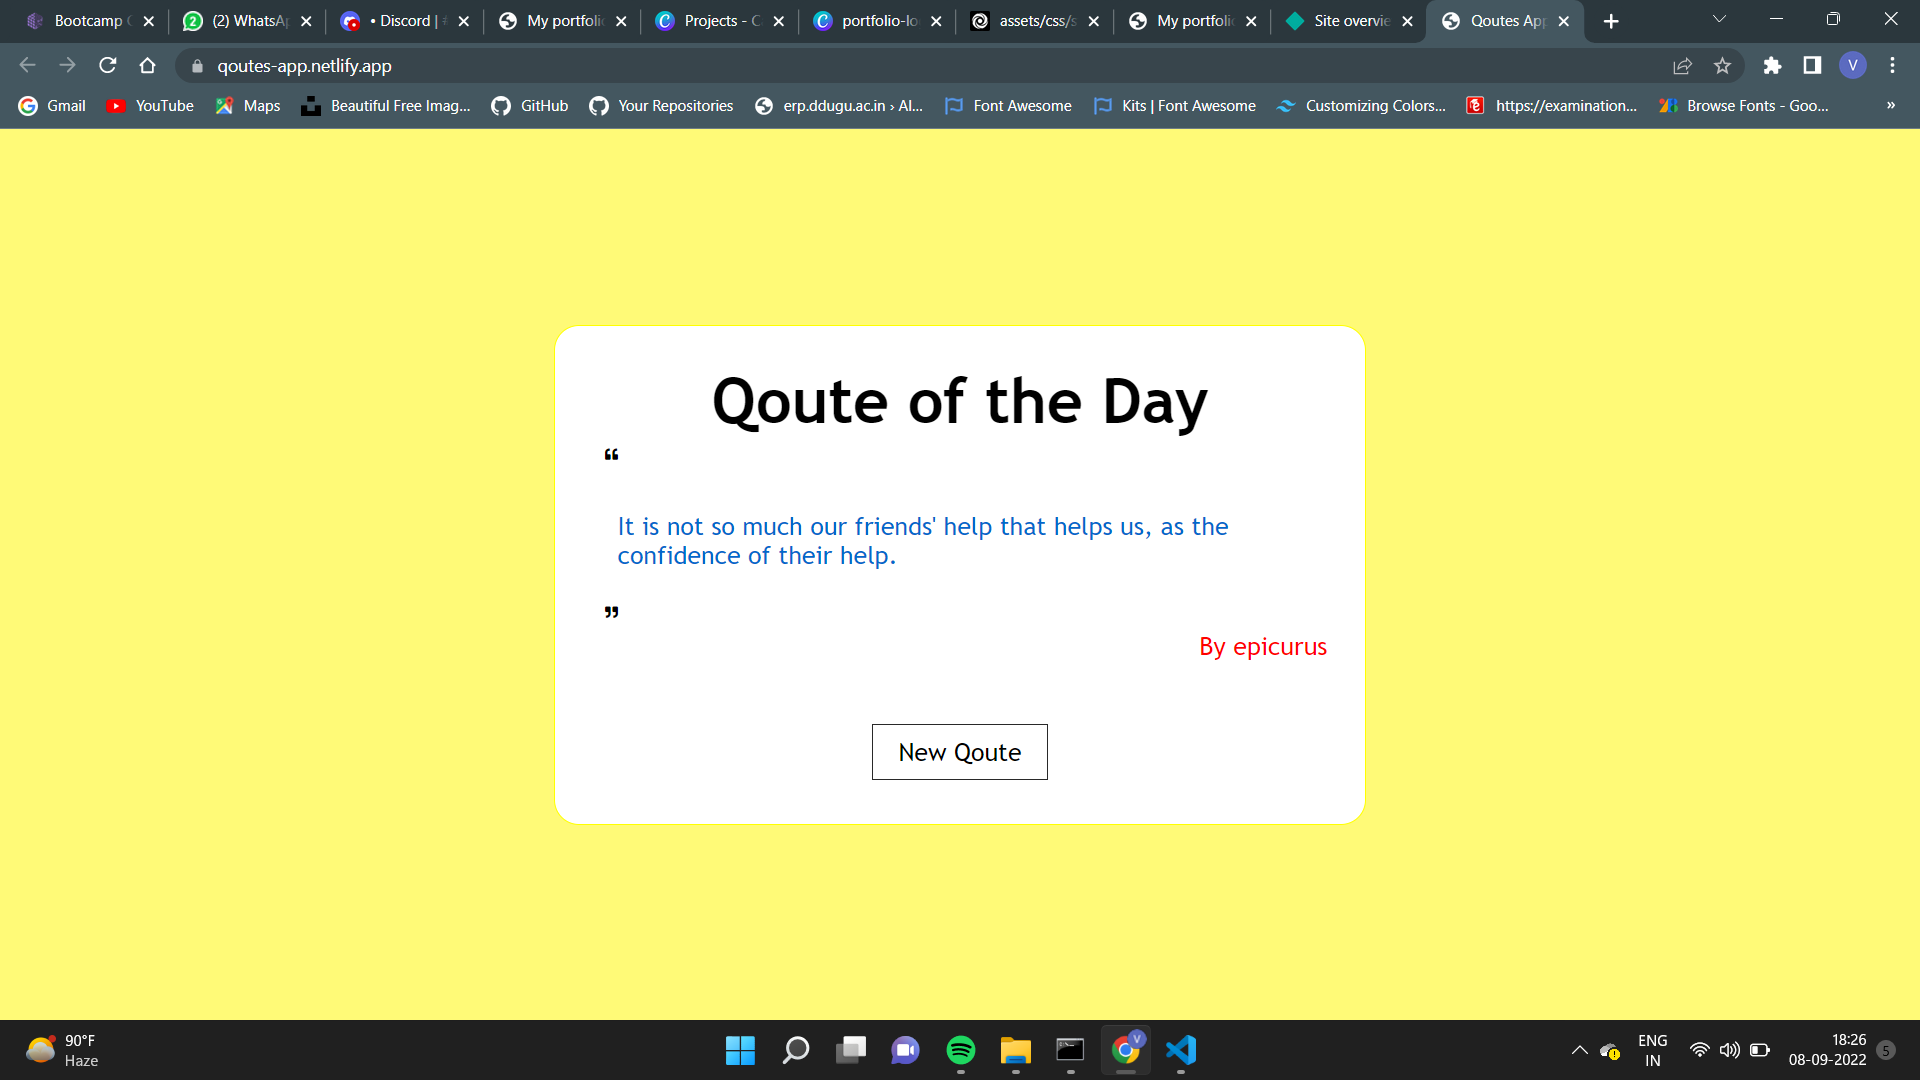 Bootcamp
(2) WhatsAp
• Discord |
My portfoli
Projects - C
portfolio-lo
assets/css/s
My portfoli
Site overvie
Qoutes App
qoutes-app.netlify.app
V
Gmail
YouTube
Maps
Beautiful Free Imag...
GitHub
Your Repositories
erp.ddugu.ac.in › Al...
Font Awesome
Kits | Font Awesome
Customizing Colors...
https://examination...
Browse Fonts - Goo...
»
Qoute of the Day
“
It is not so much our friends' help that helps us, as the
confidence of their help.
”
By epicurus
New Qoute
90°F
Haze
ENG
IN
18:26
08-09-2022
5